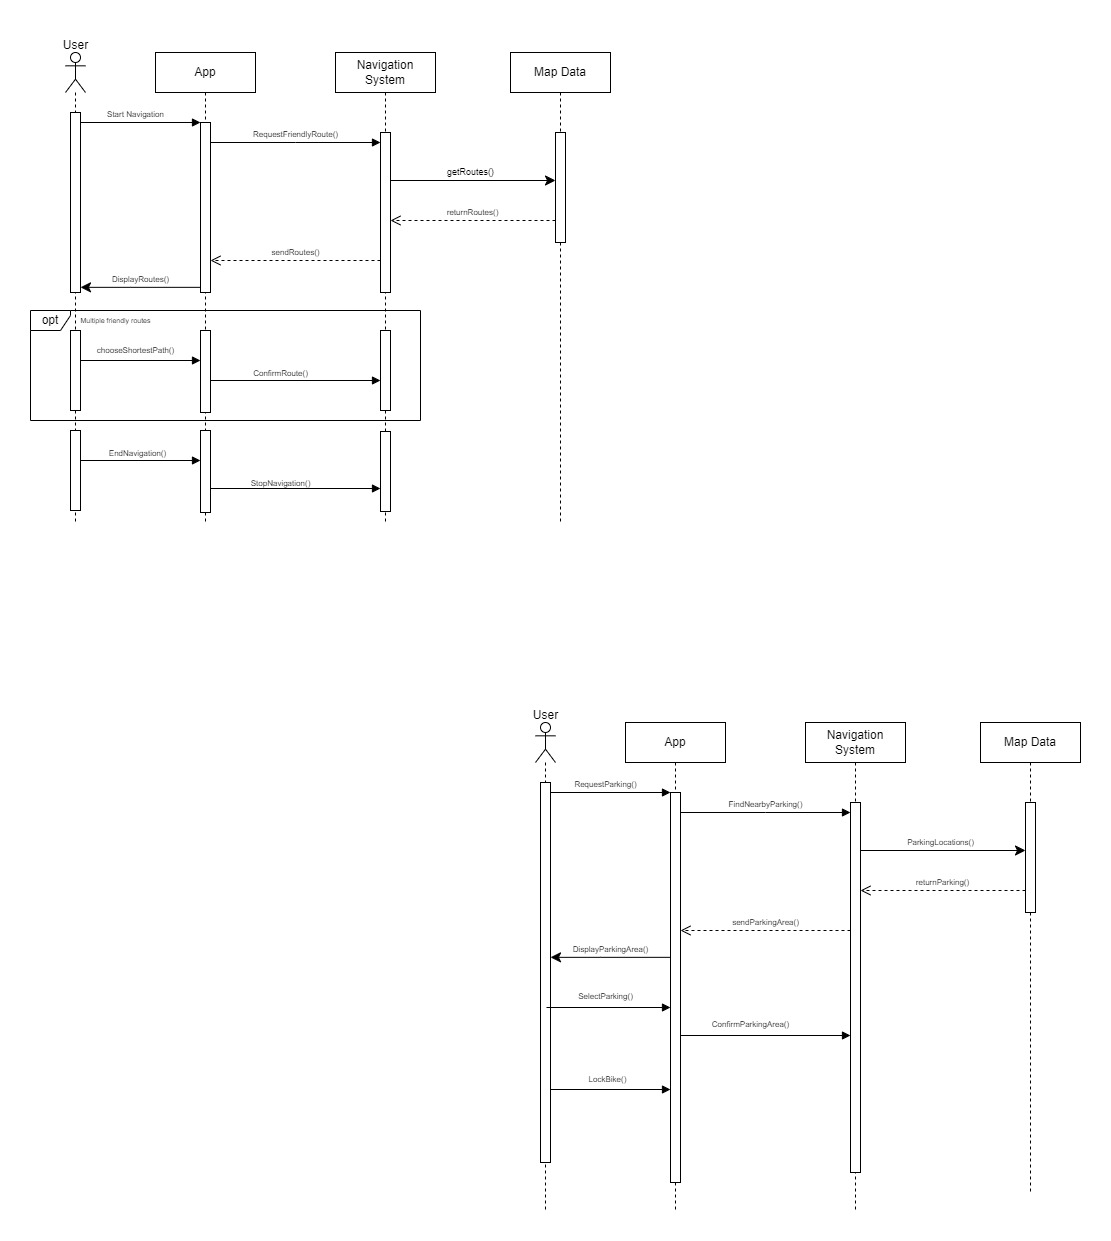 User
App
Navigation
System
Map Data
Start Navigation
RequestFriendlyRoute()
getRoutes()
returnRoutes()
sendRoutes()
DisplayRoutes()
opt
Multiple friendly routes
chooseShortestPath()
ConfirmRoute()
EndNavigation()
StopNavigation()
User
App
Navigation
System
Map Data
RequestParking()
FindNearbyParking()
ParkingLocations()
returnParking()
sendParkingArea()
DisplayParkingArea()
SelectParking()
ConfirmParkingArea()
LockBike()